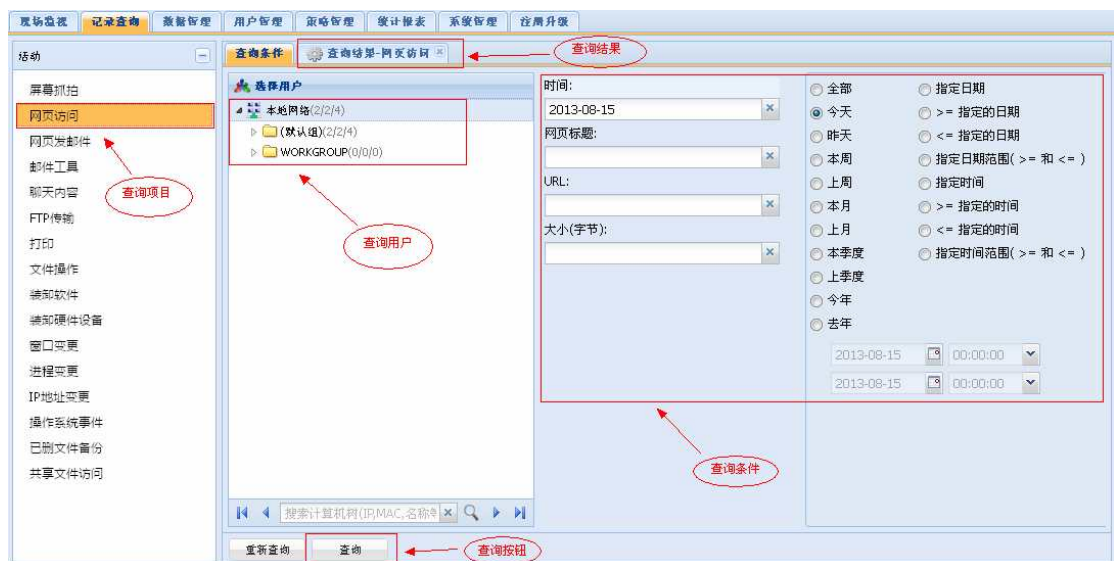 现场监视 记录查询 数据管理 用户管理 策略管理 统计报表 系统管理 注册升级
活动
屏幕抓拍
网页访问
网页发邮件
邮件工具
聊天内容
FTP传输
打印
文件操作
装卸软件
装卸硬件设备
窗口变更
进程变更
IP地址变更
操作系统事件
已删文件备份
共享文件访问
查询项目
查询条件 查询结果-网页访问
查询结果
选择用户
本地网络(2/2/4)
(默认组)(2/2/4)
WORKGROUP(0/0/0)
查询用户
搜索计算机树(IP,MAC,名称等
时间:
2013-08-15
网页标题:
URL:
大小(字节):
全部 指定日期
今天 >= 指定的日期
昨天 <= 指定的日期
本周 指定日期范围( >= 和 <= )
上周 指定时间
本月 >= 指定的时间
上月 <= 指定的时间
本季度 指定时间范围( >= 和 <= )
上季度
今年
去年
2013-08-15 00:00:00
2013-08-15 00:00:00
查询条件
重新查询 查询
查询按钮